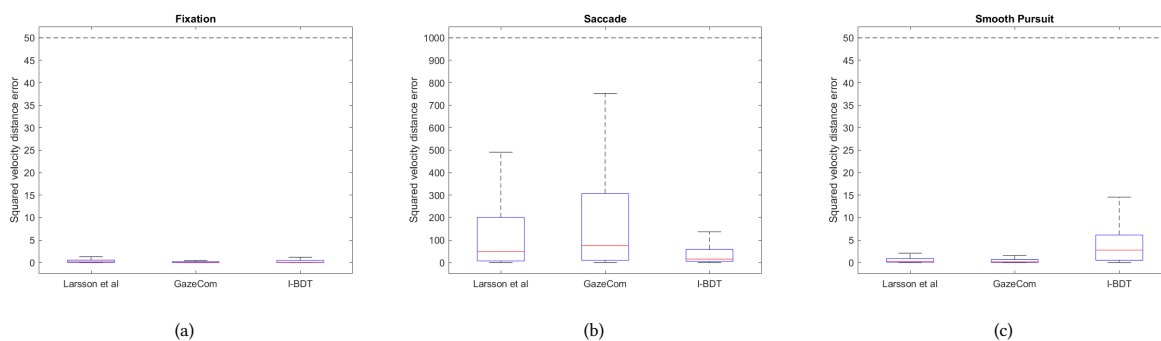 Fixation
Squared velocity distance error
50
45
40
35
30
25
20
15
10
5
0
Larsson et al
GazeCom
I-BDT
(a)
Saccade
Squared velocity distance error
1000
900
800
700
600
500
400
300
200
100
0
Larsson et al
GazeCom
I-BDT
(b)
Smooth Pursuit
Squared velocity distance error
50
45
40
35
30
25
20
15
10
5
0
Larsson et al
GazeCom
I-BDT
(c)